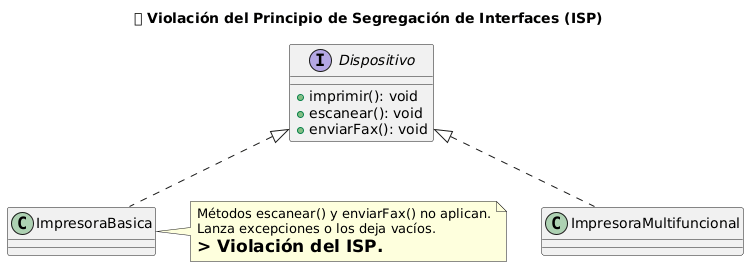 Violación del Principio de Segregación de Interfaces (ISP)
I Dispositivo
imprimir(): void
escanear(): void
enviarFax(): void
C ImpresoraBasica
Métodos escanear() y enviarFax() no aplican.
Lanza excepciones o los deja vacíos.
> Violación del ISP.
C ImpresoraMultifuncional